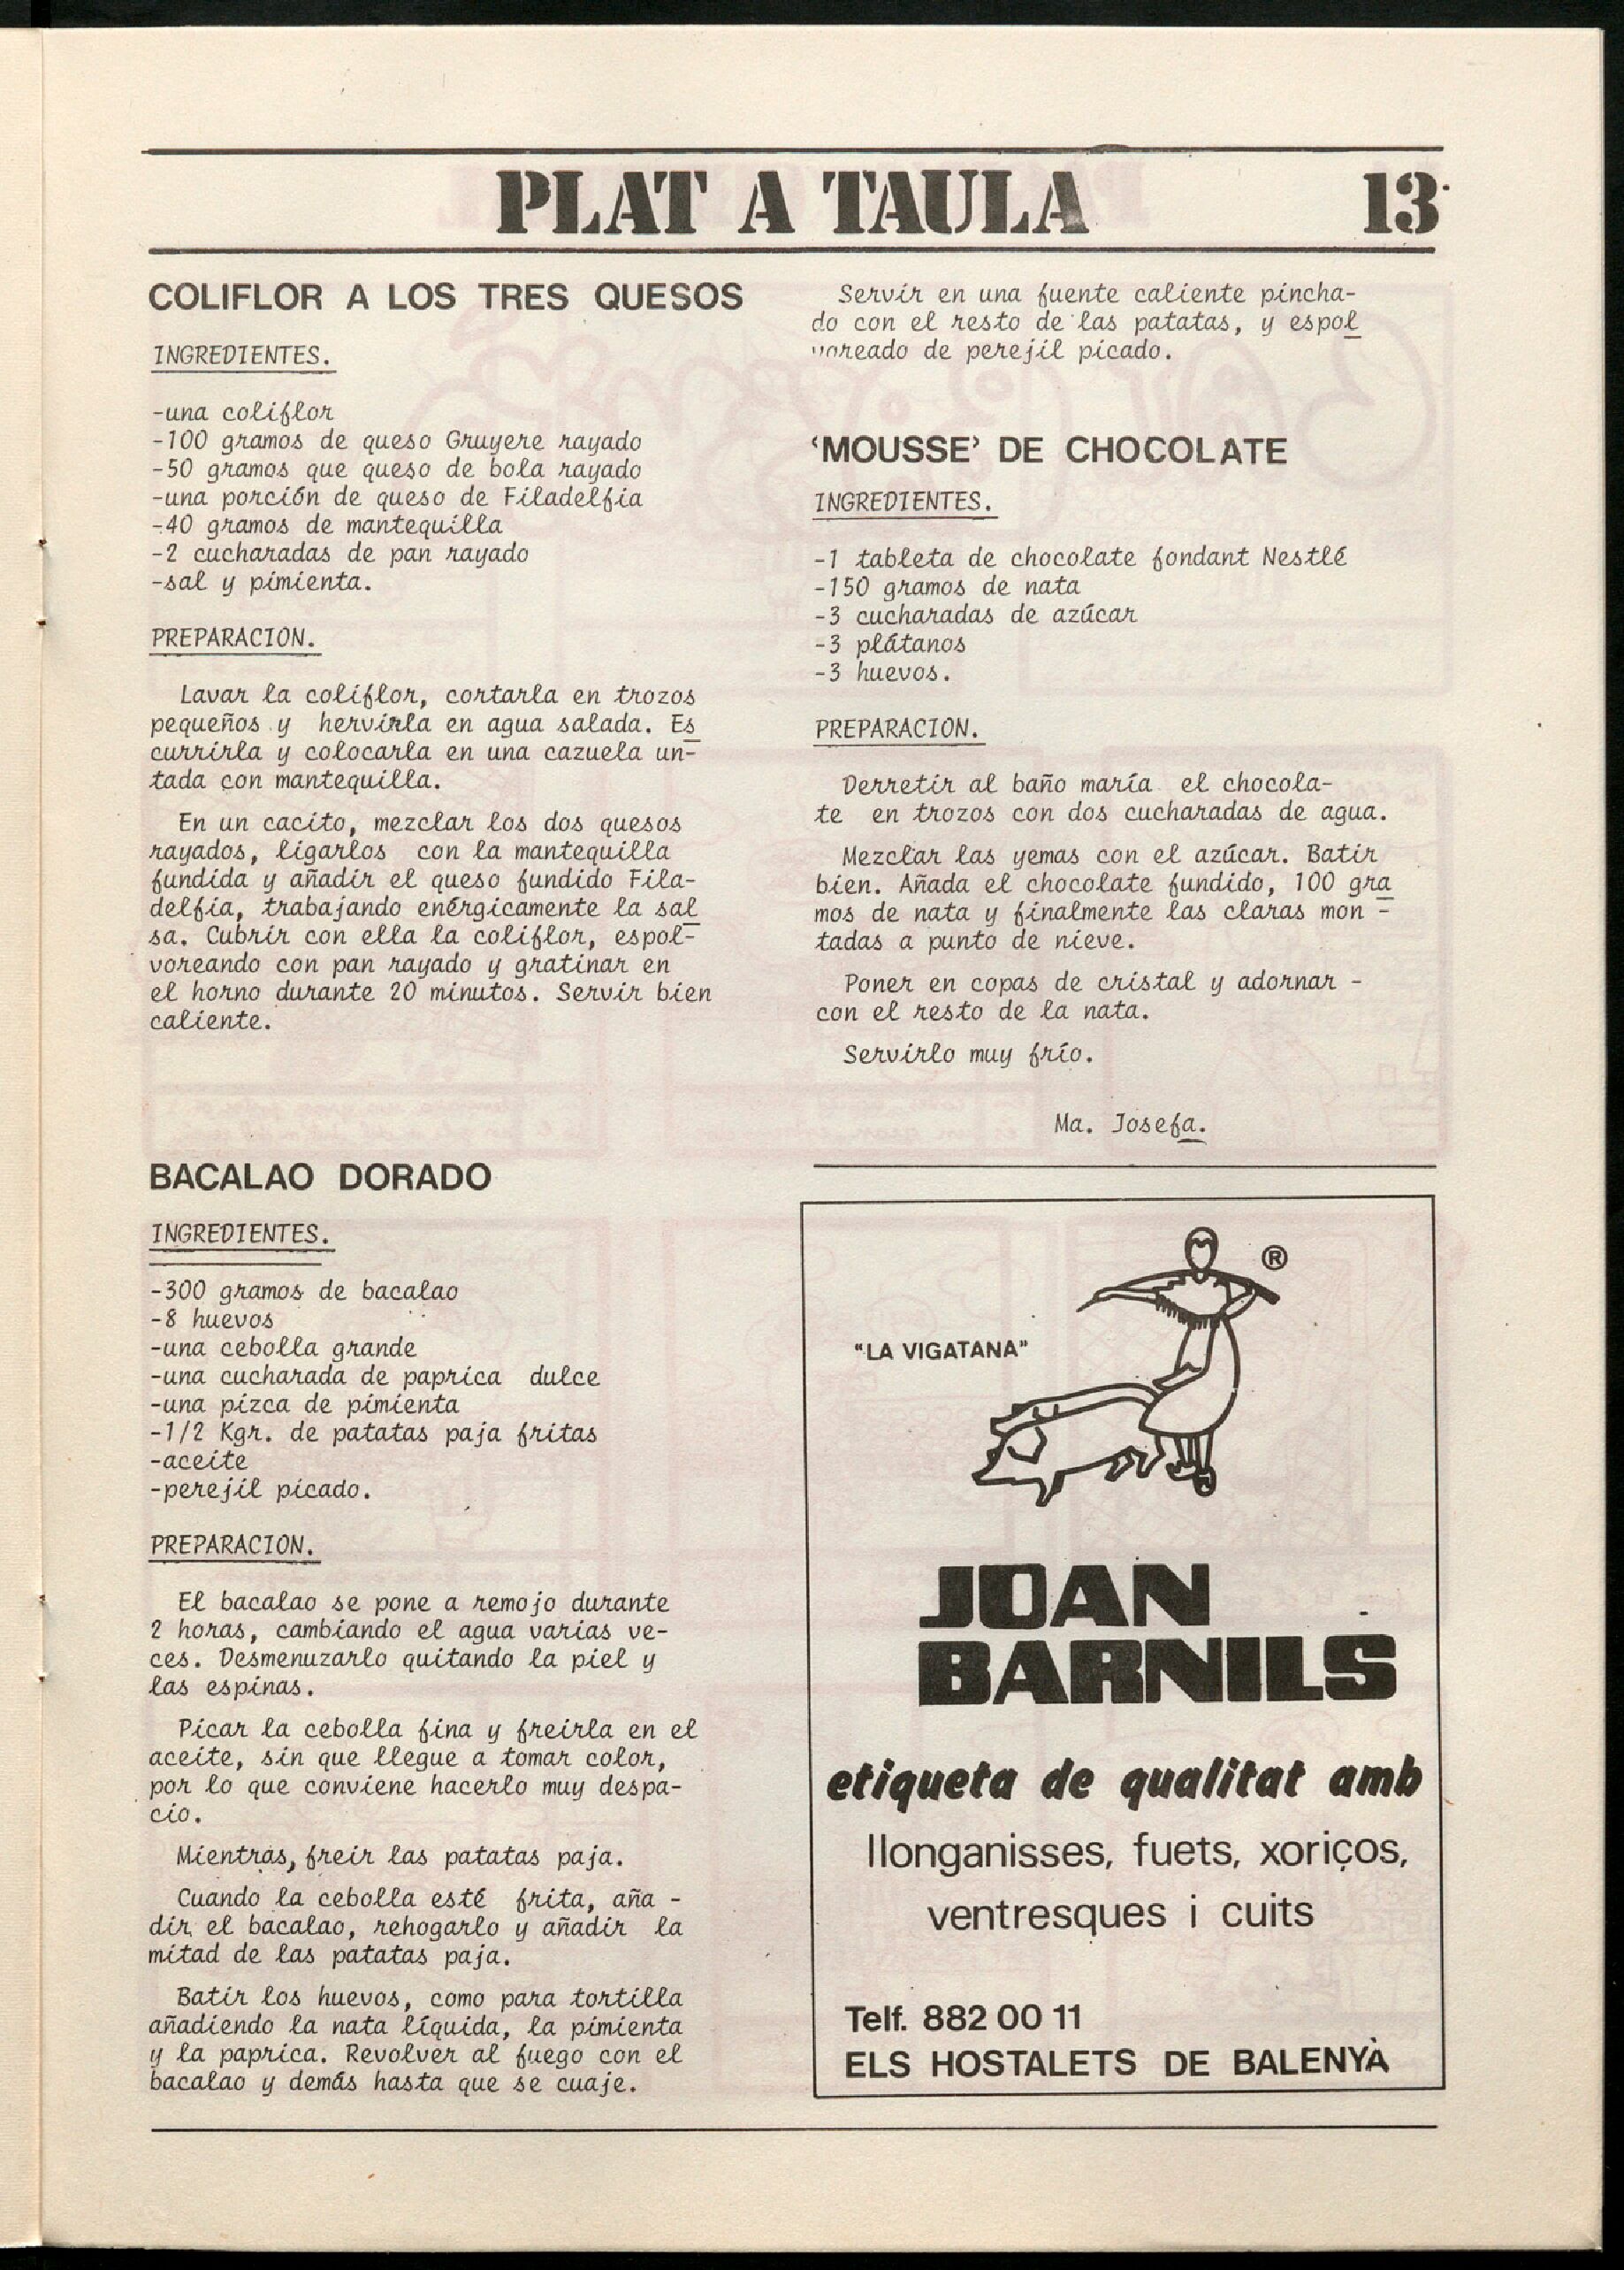 PLAT A TAULA
13
COLIFLOR A LOS TRES QUESOS
INGREDIENTES.
-una coliflor
-100 gramos de queso Gruyere rayado
-50 gramos que queso de bola rayado
-una porción de queso de Filadelfia
-40 gramos de mantequilla
-2 cucharadas de pan rayado
-sal y pimienta.
PREPARACION.
Lavar la coliflor, cortarla en trozos
pequeños y hervirla en agua salada. Es
currirla y colocarla en una cazuela un-
tada con mantequilla.
En un cacito, mezclar los dos quesos
rayados, ligarlos con la mantequilla
fundida y añadir el queso fundido Fila-
delfia, trabajando enérgicamente la sal
sa. Cubrir con ella la coliflor, espol-
voreando con pan rayado y gratinar en
el horno durante 20 minutos. Servir bien
caliente.
BACALAO DORADO
INGREDIENTES.
-300 gramos de bacalao
-8 huevos
-una cebolla grande
-una cucharada de paprica dulce
-una pizca de pimienta
-1/2 Kgr. de patatas paja fritas
-aceite
-perejil picado.
PREPARACION.
El bacalao se pone a remojo durante
2 horas, cambiando el agua varias ve-
ces. Desmenuzarlo quitando la piel y
las espinas.
Picar la cebolla fina y freirla en el
aceite, sin que llegue a tomar color,
por lo que conviene hacerlo muy despa-
cio.
Mientras, freir las patatas paja.
Cuando la cebolla esté frita, aña -
dir el bacalao, rehogarlo y añadir la
mitad de las patatas paja.
Batir los huevos, como para tortilla
añadiendo la nata líquida, la pimienta
y la paprica. Revolver al fuego con el
bacalao y demás hasta que se cuaje.
Servir en una fuente caliente pincha-
do con el resto de las patatas, y espol
voreado de perejil picado.
‘MOUSSE’ DE CHOCOLATE
INGREDIENTES.
-1 tableta de chocolate fondant Nestlé
-150 gramos de nata
-3 cucharadas de azúcar
-3 plátanos
-3 huevos.
PREPARACION.
Derretir al baño maría el chocola-
te en trozos con dos cucharadas de agua.
Mezclar las yemas con el azúcar. Batir
bien. Añada el chocolate fundido, 100 gra
mos de nata y finalmente las claras mon -
tadas a punto de nieve.
Poner en copas de cristal y adornar -
con el resto de la nata.
Servirlo muy frío.
Ma. Josefa.
®
"LA VIGATANA"
JOAN
BARNILS
etiqueta de qualitat amb
llonganisses, fuets, xoriços,
ventresques i cuits
Telf. 882 00 11
ELS HOSTALETS DE BALENYÀ